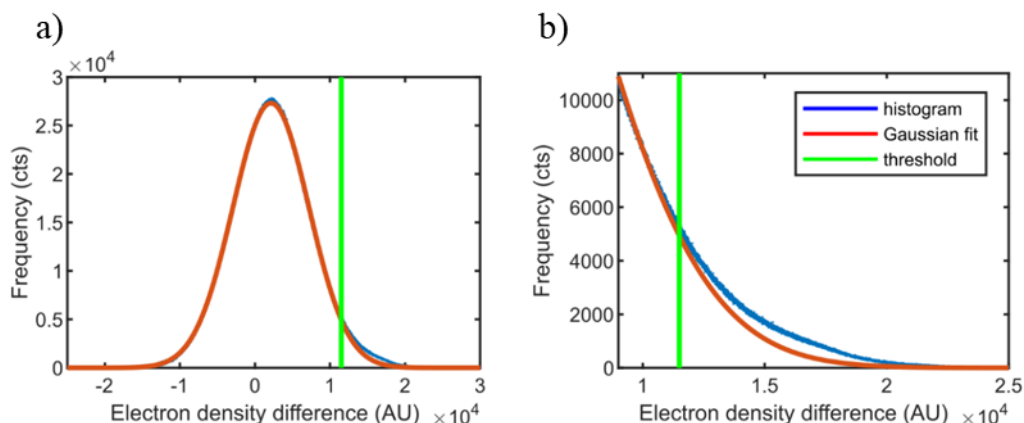 a)
×10⁴
3
2.5
2
1.5
1
0.5
0
-2
-1
0
1
2
3
Frequency (cts)
Electron density difference (AU)
×10⁴
b)
10000
8000
6000
4000
2000
0
1
1.5
2
2.5
Frequency (cts)
Electron density difference (AU)
×10⁴
histogram
Gaussian fit
threshold